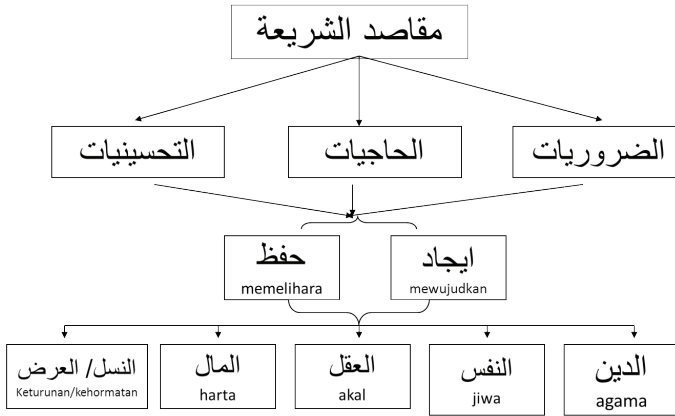 مقاصد الشريعة
الضروريات
الحاجيات
التحسينيات
ايجاد
mewujudkan
حفظ
memelihara
الدين
agama
النفس
jiwa
العقل
akal
المال
harta
النسل/ العرض
Keturunan/kehormatan